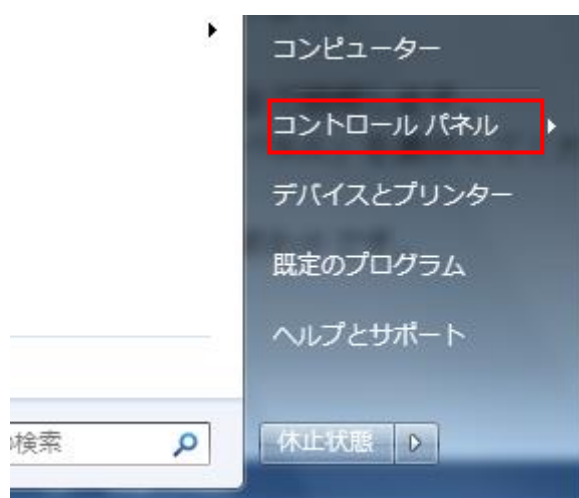 コンピューター
コントロール パネル
デバイスとプリンター
既定のプログラム
ヘルプとサポート
検索
休止状態